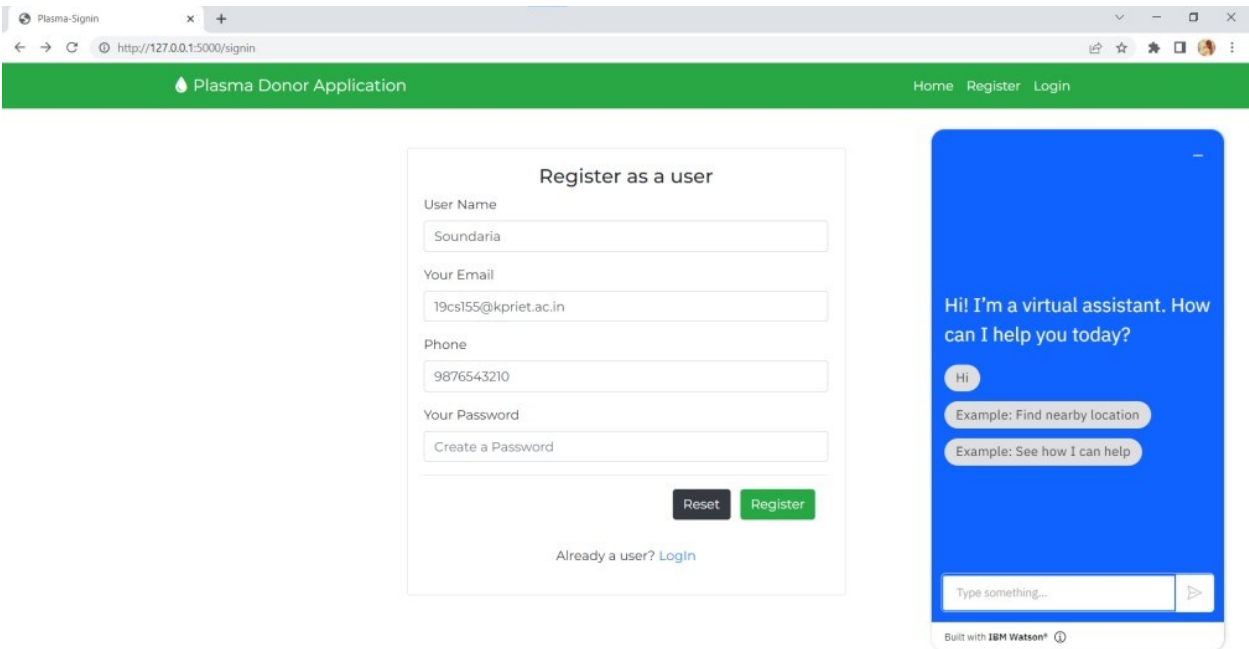 Plasma-Signin
http://127.0.0.1:5000/signin
Plasma Donor Application
Home Register Login
Register as a user
User Name
Soundaria
Your Email
19cs155@kpriet.ac.in
Phone
9876543210
Your Password
Create a Password
Reset Register
Already a user? LogIn
Hi! I'm a virtual assistant. How
can I help you today?
Hi
Example: Find nearby location
Example: See how I can help
Type something...
Built with IBM Watson®